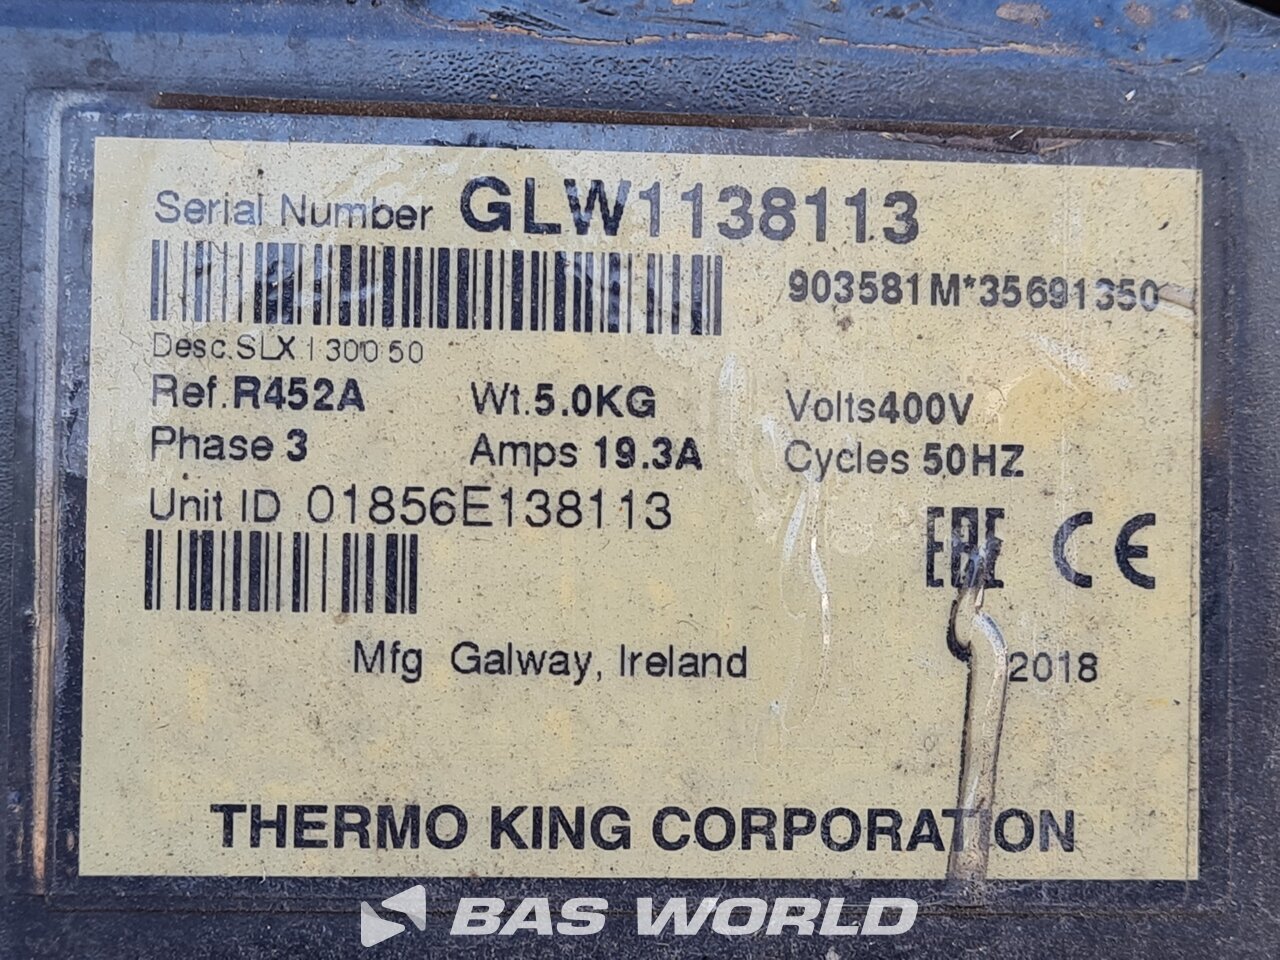 Serial Number GLW1138113
903581M*35691350
Desc.SLX I 300 50
Ref.R452A Wt.5.0KG Volts400V
Phase 3 Amps 19.3A Cycles 50HZ
Unit ID 01856E138113
EAC CE
Mfg Galway, Ireland 2018
THERMO KING CORPORATION
BAS WORLD